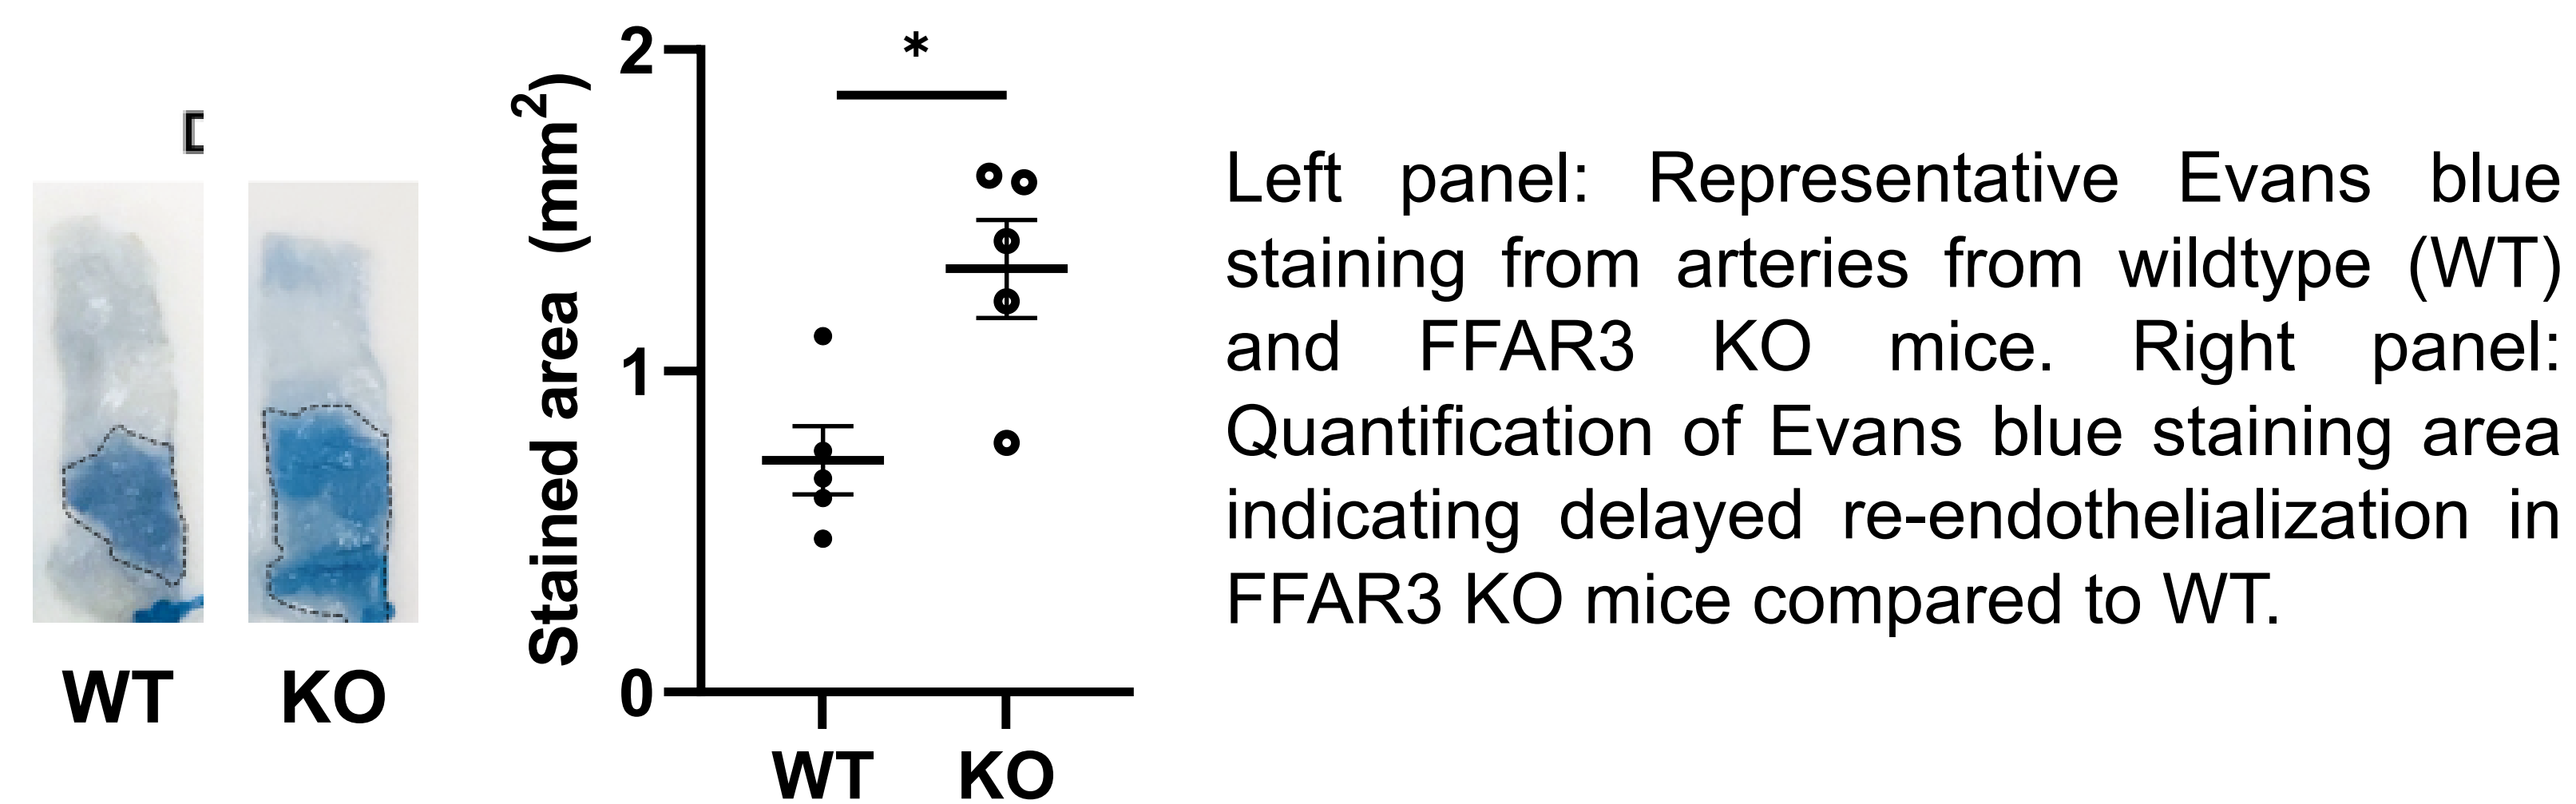 2
*
Stained area (mm²)
1
0
WT KO
WT KO
Left panel: Representative Evans blue
staining from arteries from wildtype (WT)
and FFAR3 KO mice. Right panel:
Quantification of Evans blue staining area
indicating delayed re-endothelialization in
FFAR3 KO mice compared to WT.